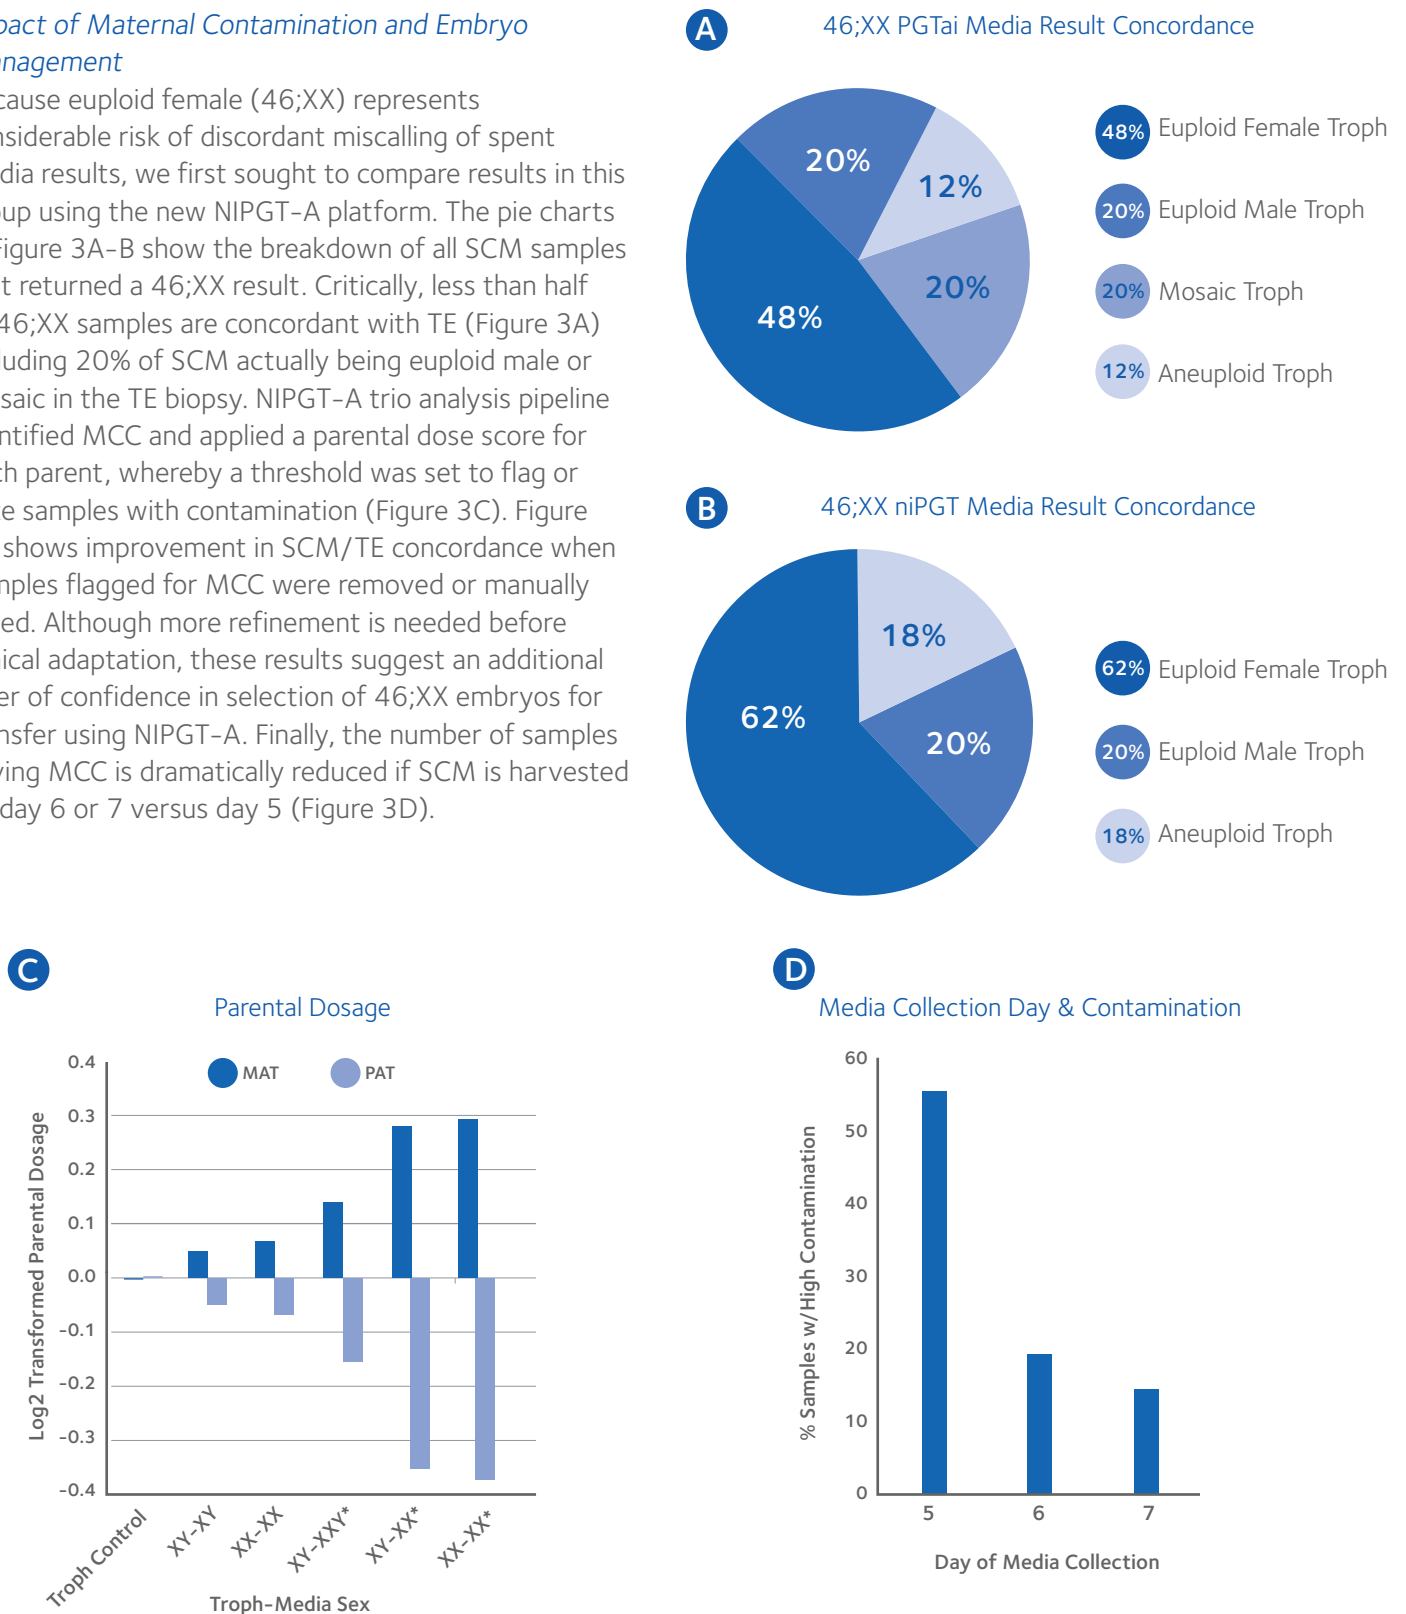 pact of Maternal Contamination and Embryo
nagement
cause euploid female (46;XX) represents
nsiderable risk of discordant miscalling of spent
dia results, we first sought to compare results in this
oup using the new NIPGT-A platform. The pie charts
Figure 3A-B show the breakdown of all SCM samples
t returned a 46;XX result. Critically, less than half
46;XX samples are concordant with TE (Figure 3A)
luding 20% of SCM actually being euploid male or
saic in the TE biopsy. NIPGT-A trio analysis pipeline
ntified MCC and applied a parental dose score for
ch parent, whereby a threshold was set to flag or
e samples with contamination (Figure 3C). Figure
shows improvement in SCM/TE concordance when
mples flagged for MCC were removed or manually
ed. Although more refinement is needed before
nical adaptation, these results suggest an additional
er of confidence in selection of 46;XX embryos for
nsfer using NIPGT-A. Finally, the number of samples
ving MCC is dramatically reduced if SCM is harvested
day 6 or 7 versus day 5 (Figure 3D).
A
46;XX PGTai Media Result Concordance
20%
12%
20%
48%
48% Euploid Female Troph
20% Euploid Male Troph
20% Mosaic Troph
12% Aneuploid Troph
B
46;XX niPGT Media Result Concordance
18%
62%
20%
62% Euploid Female Troph
20% Euploid Male Troph
18% Aneuploid Troph
C
Parental Dosage
MAT
PAT
Log2 Transformed Parental Dosage
0.4
0.3
0.2
0.1
0.0
-0.1
-0.2
-0.3
-0.4
Troph Control
XY-XY
XX-XX
XY-XXY*
XY-XX*
XX-XX*
Troph-Media Sex
D
Media Collection Day & Contamination
% Samples w/High Contamination
60
50
40
30
20
10
0
5
6
7
Day of Media Collection